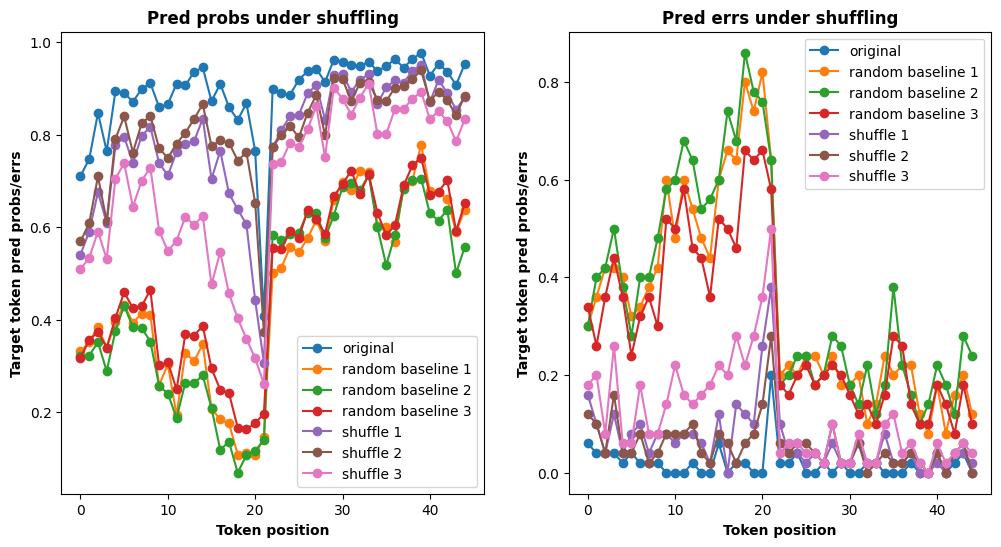 Pred probs under shuffling
Target token pred probs/errs
1.0
0.8
0.6
0.4
0.2
0
10
20
30
40
Token position
original
random baseline 1
random baseline 2
random baseline 3
shuffle 1
shuffle 2
shuffle 3
Pred errs under shuffling
Target token pred probs/errs
0.8
0.6
0.4
0.2
0.0
0
10
20
30
40
Token position
original
random baseline 1
random baseline 2
random baseline 3
shuffle 1
shuffle 2
shuffle 3